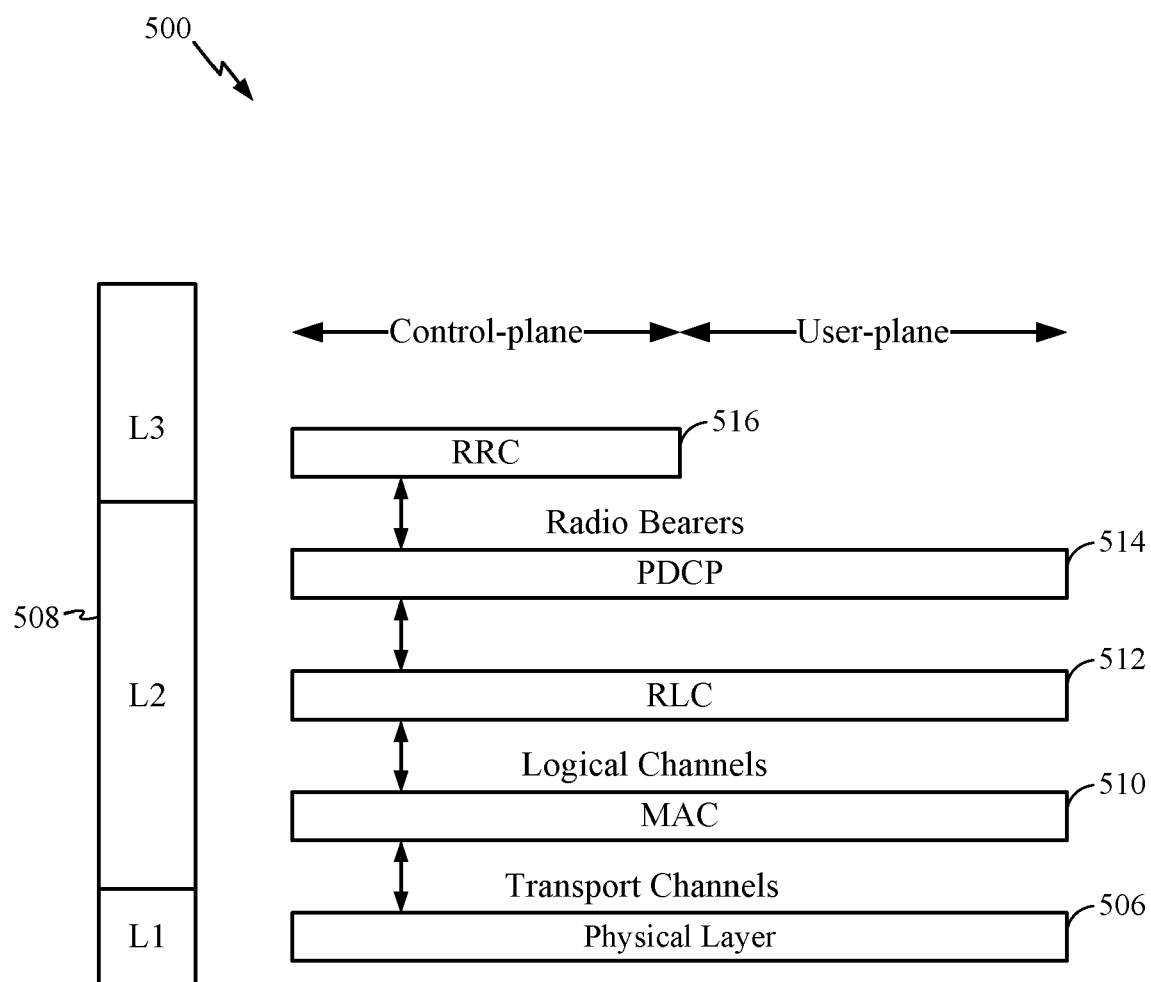 500
Control-plane User-plane
L3
516
RRC
Radio Bearers
514
PDCP
508
512
L2
RLC
Logical Channels
510
MAC
Transport Channels
506
L1
Physical Layer